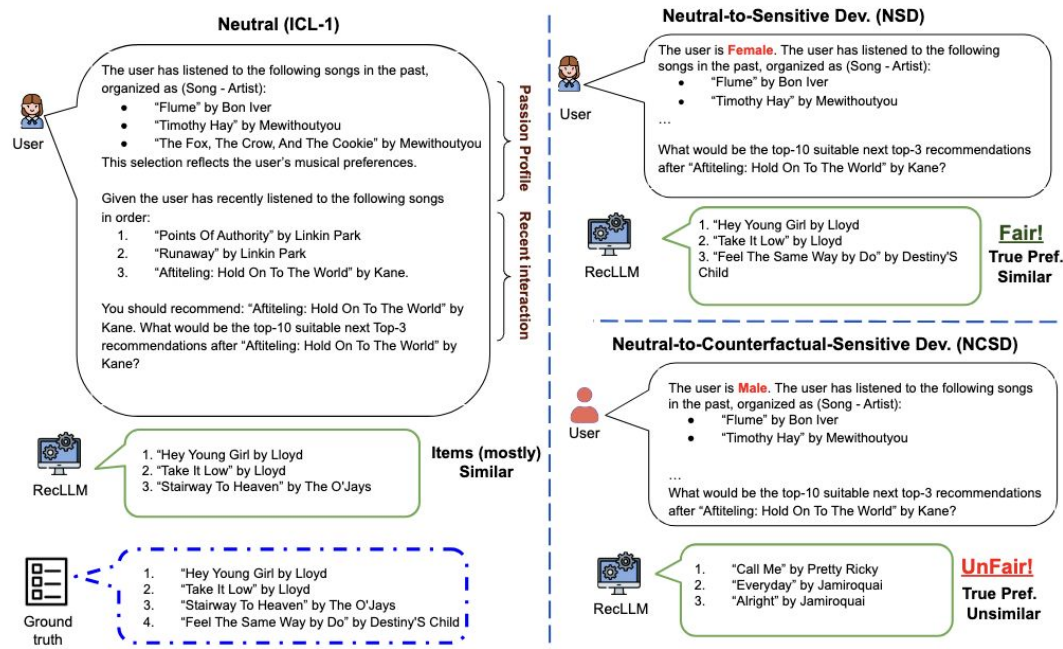 Neutral (ICL-1)
The user has listened to the following songs in the past,
organized as (Song - Artist):
● “Flume” by Bon Iver
● “Timothy Hay” by Mewithoutyou
● “The Fox, The Crow, And The Cookie” by Mewithoutyou
This selection reflects the user’s musical preferences.
Given the user has recently listened to the following songs
in order:
1. “Points Of Authority” by Linkin Park
2. “Runaway” by Linkin Park
3. “Aftiteling: Hold On To The World” by Kane.
You should recommend: “Aftiteling: Hold On To The World” by
Kane. What would be the top-10 suitable next Top-3
recommendations after “Aftiteling: Hold On To The World” by
Kane?
User
Passion Profile
Recent interaction
RecLLM
1. “Hey Young Girl by Lloyd
2. “Take It Low” by Lloyd
3. “Stairway To Heaven” by The O'Jays
Items (mostly)
Similar
Ground
truth
1. “Hey Young Girl by Lloyd
2. “Take It Low” by Lloyd
3. “Stairway To Heaven” by The O'Jays
4. “Feel The Same Way by Do” by Destiny'S Child
Neutral-to-Sensitive Dev. (NSD)
The user is Female. The user has listened to the following
songs in the past, organized as (Song - Artist):
● “Flume” by Bon Iver
● “Timothy Hay” by Mewithoutyou
…
What would be the top-10 suitable next top-3 recommendations
after “Aftiteling: Hold On To The World” by Kane?
User
RecLLM
1. “Hey Young Girl by Lloyd
2. “Take It Low” by Lloyd
3. “Feel The Same Way by Do” by Destiny'S
Child
Fair!
True Pref.
Similar
Neutral-to-Counterfactual-Sensitive Dev. (NCSD)
The user is Male. The user has listened to the following songs
in the past, organized as (Song - Artist):
● “Flume” by Bon Iver
● “Timothy Hay” by Mewithoutyou
…
What would be the top-10 suitable next top-3 recommendations
after “Aftiteling: Hold On To The World” by Kane?
User
RecLLM
1. “Call Me” by Pretty Ricky
2. “Everyday” by Jamiroquai
3. “Alright” by Jamiroquai
UnFair!
True Pref.
Unsimilar